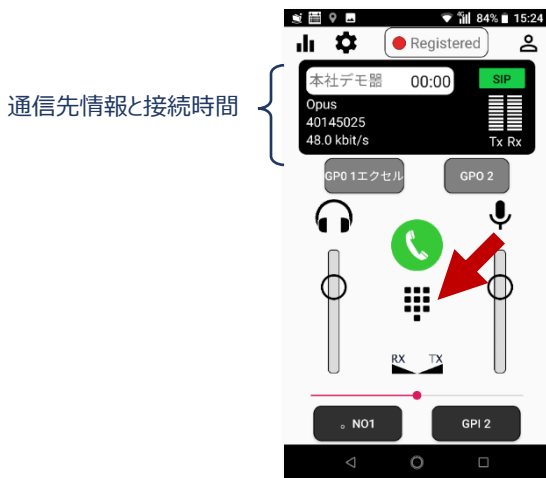 84% 15:24
Registered
通信先情報と接続時間
本社デモ器 00:00 SIP
Opus
40145025
48.0 kbit/s
Tx Rx
GPO 1エクセル GPO 2
RX TX
。NO1 GPI 2